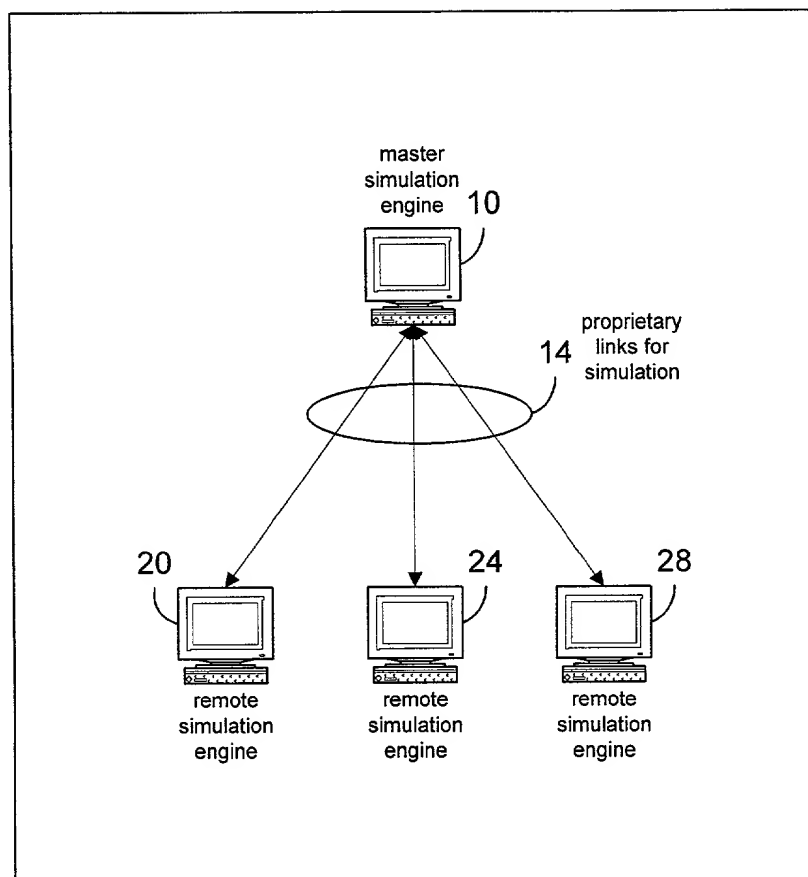 master
simulation
engine
10
proprietary
links for
simulation
14
20
24
28
remote
simulation
engine
remote
simulation
engine
remote
simulation
engine